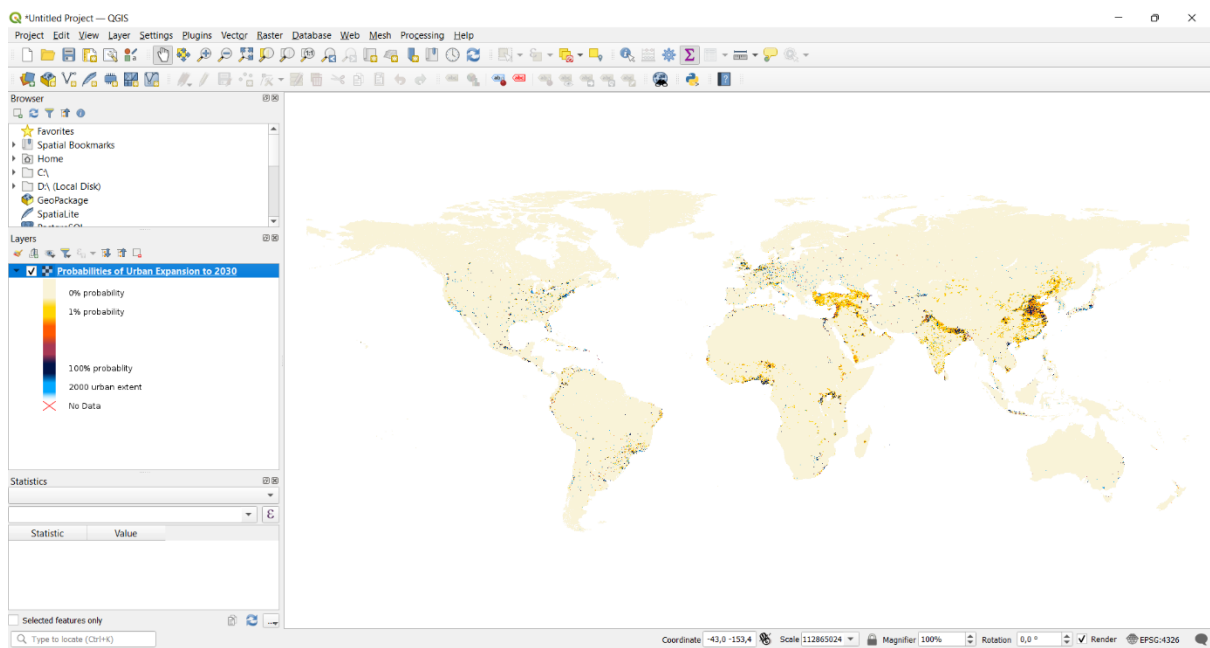 *Untitled Project — QGIS
Project Edit View Layer Settings Plugins Vector Raster Database Web Mesh Processing Help
Browser
Favorites
Spatial Bookmarks
Home
C:\
D:\ (Local Disk)
GeoPackage
SpatiaLite
PostgreSQL
Layers
Probabilities of Urban Expansion to 2030
0% probability
1% probability
100% probablity
2000 urban extent
No Data
Statistics
ε
Statistic Value
Selected features only
Type to locate (Ctrl+K)
Coordinate -43,0 -153,4 Scale 112865024 Magnifier 100% Rotation 0,0 ° Render EPSG:4326